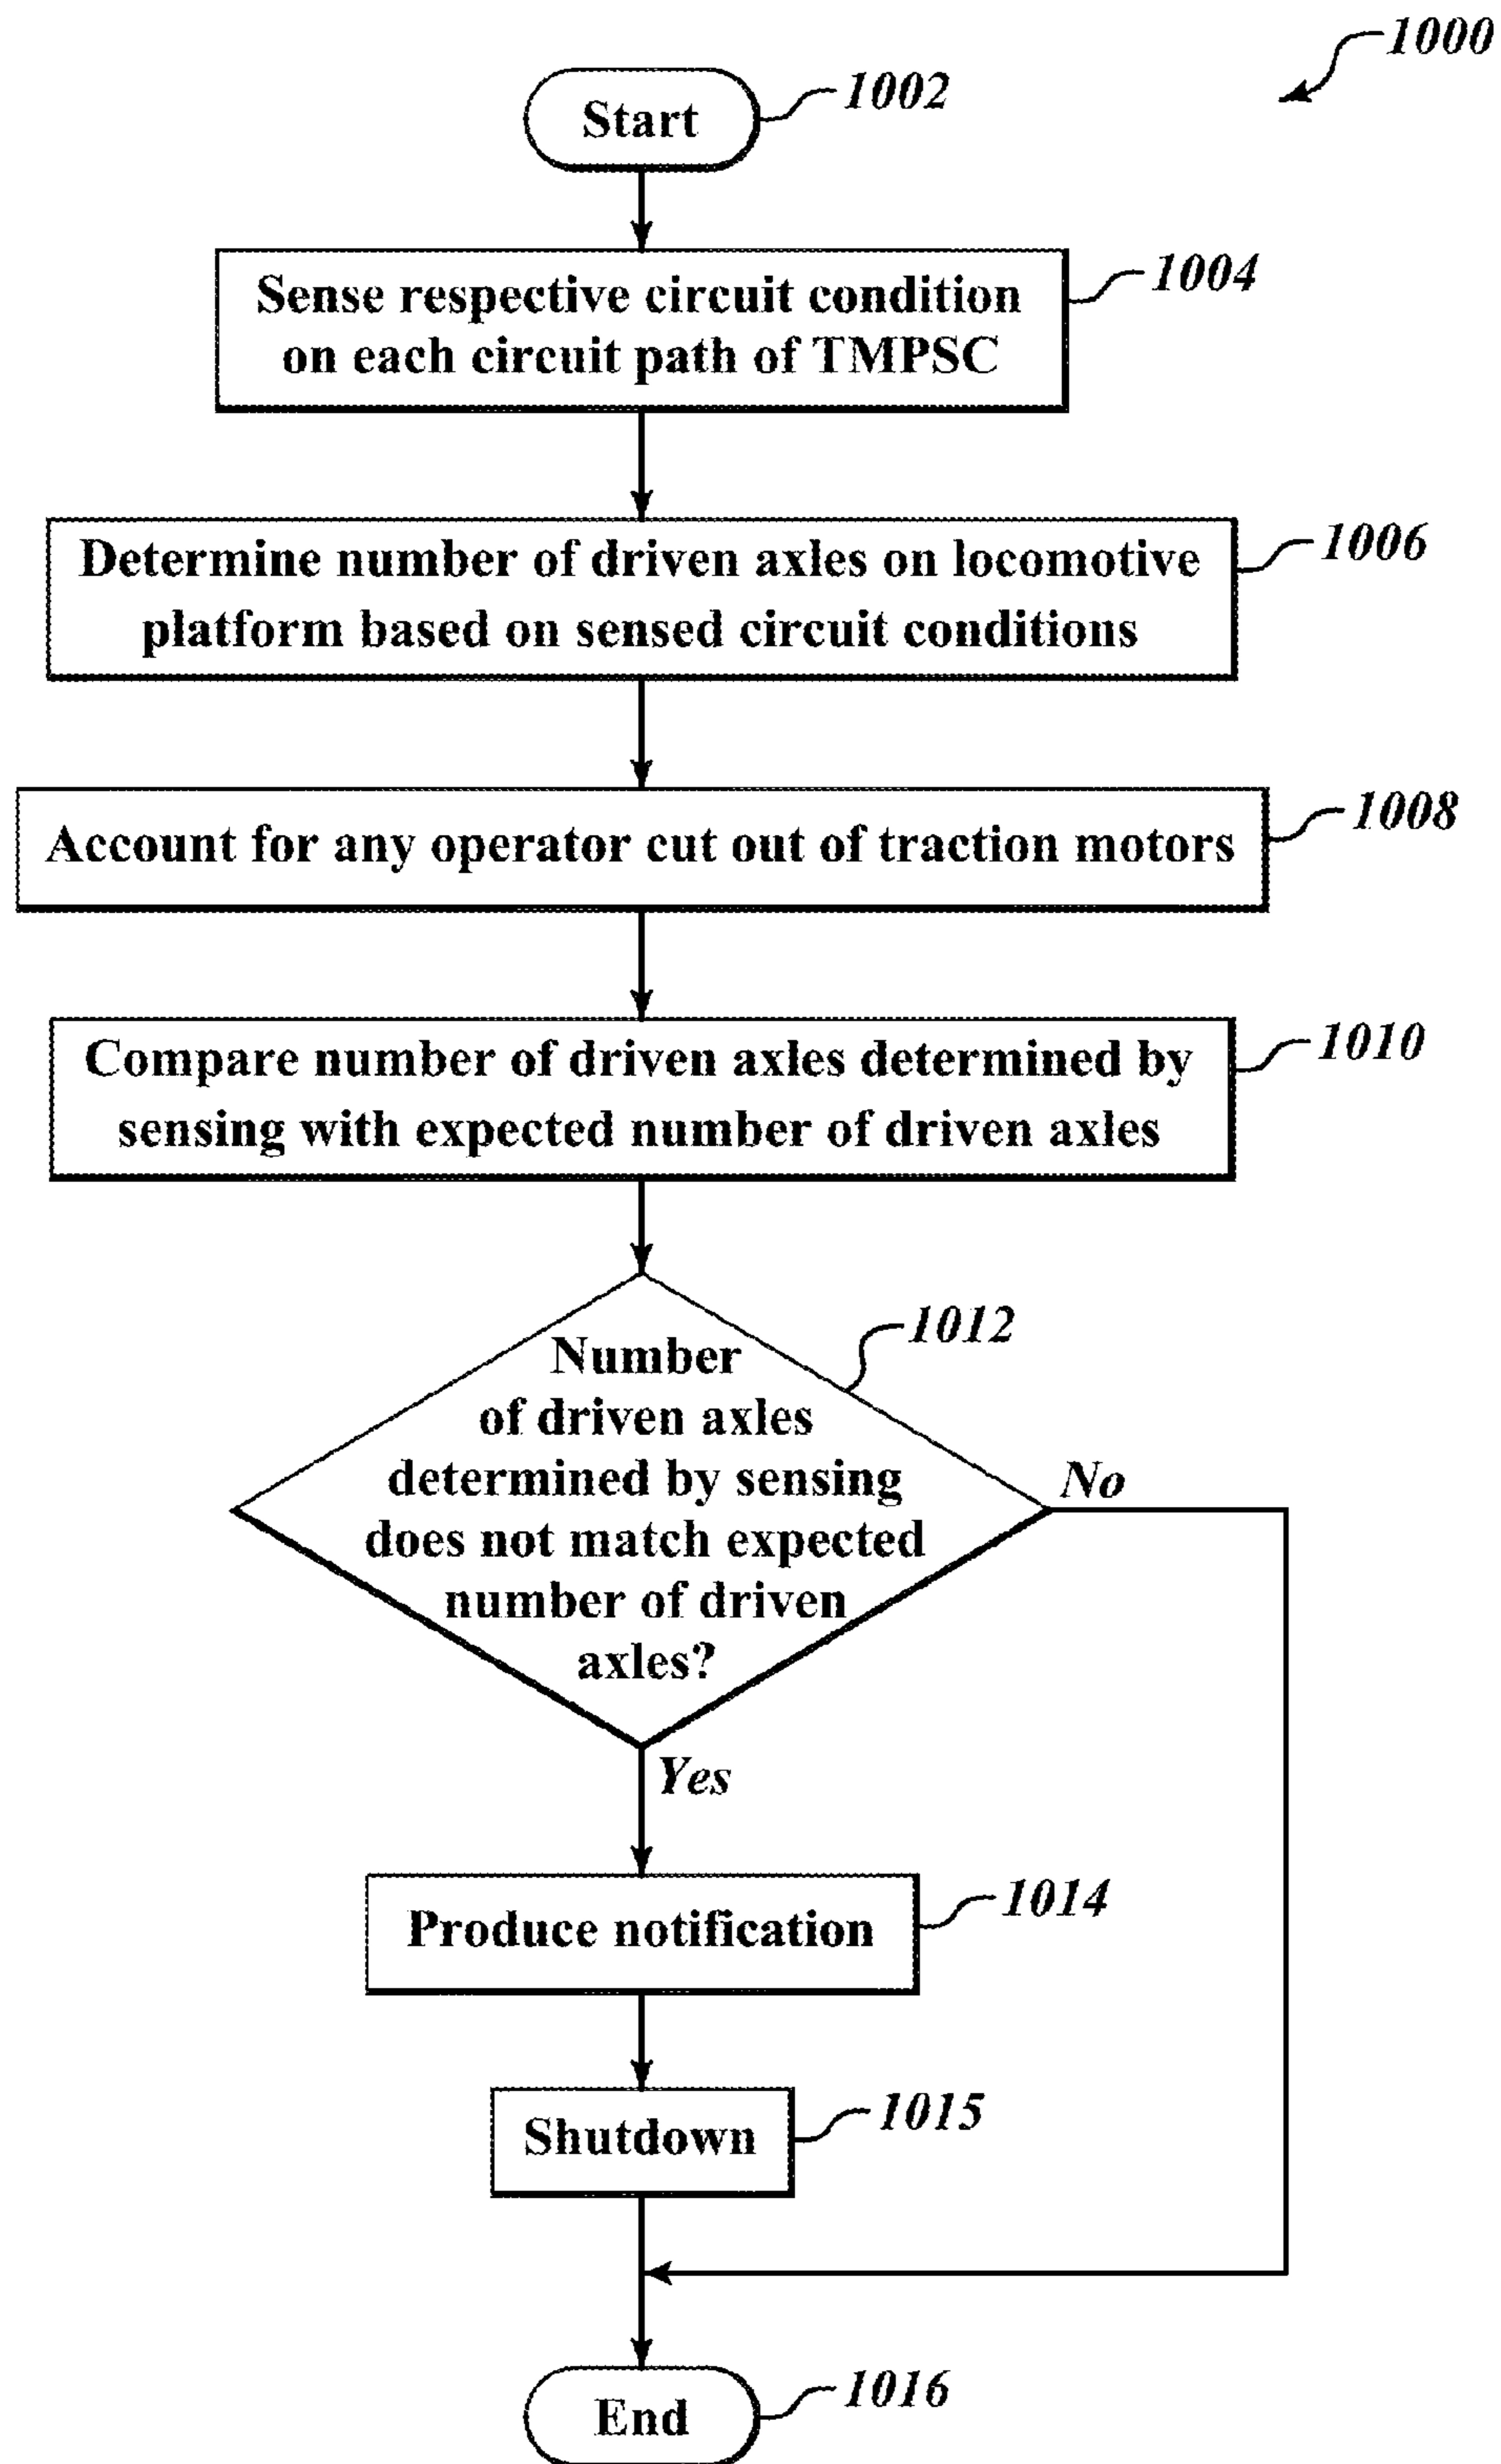 1000
Start
1002
Sense respective circuit condition
on each circuit path of TMPSC
1004
Determine number of driven axles on locomotive
platform based on sensed circuit conditions
1006
Account for any operator cut out of traction motors
1008
Compare number of driven axles determined by
sensing with expected number of driven axles
1010
Number
of driven axles
determined by sensing
does not match expected
number of driven
axles?
1012
No
Yes
Produce notification
1014
Shutdown
1015
End
1016